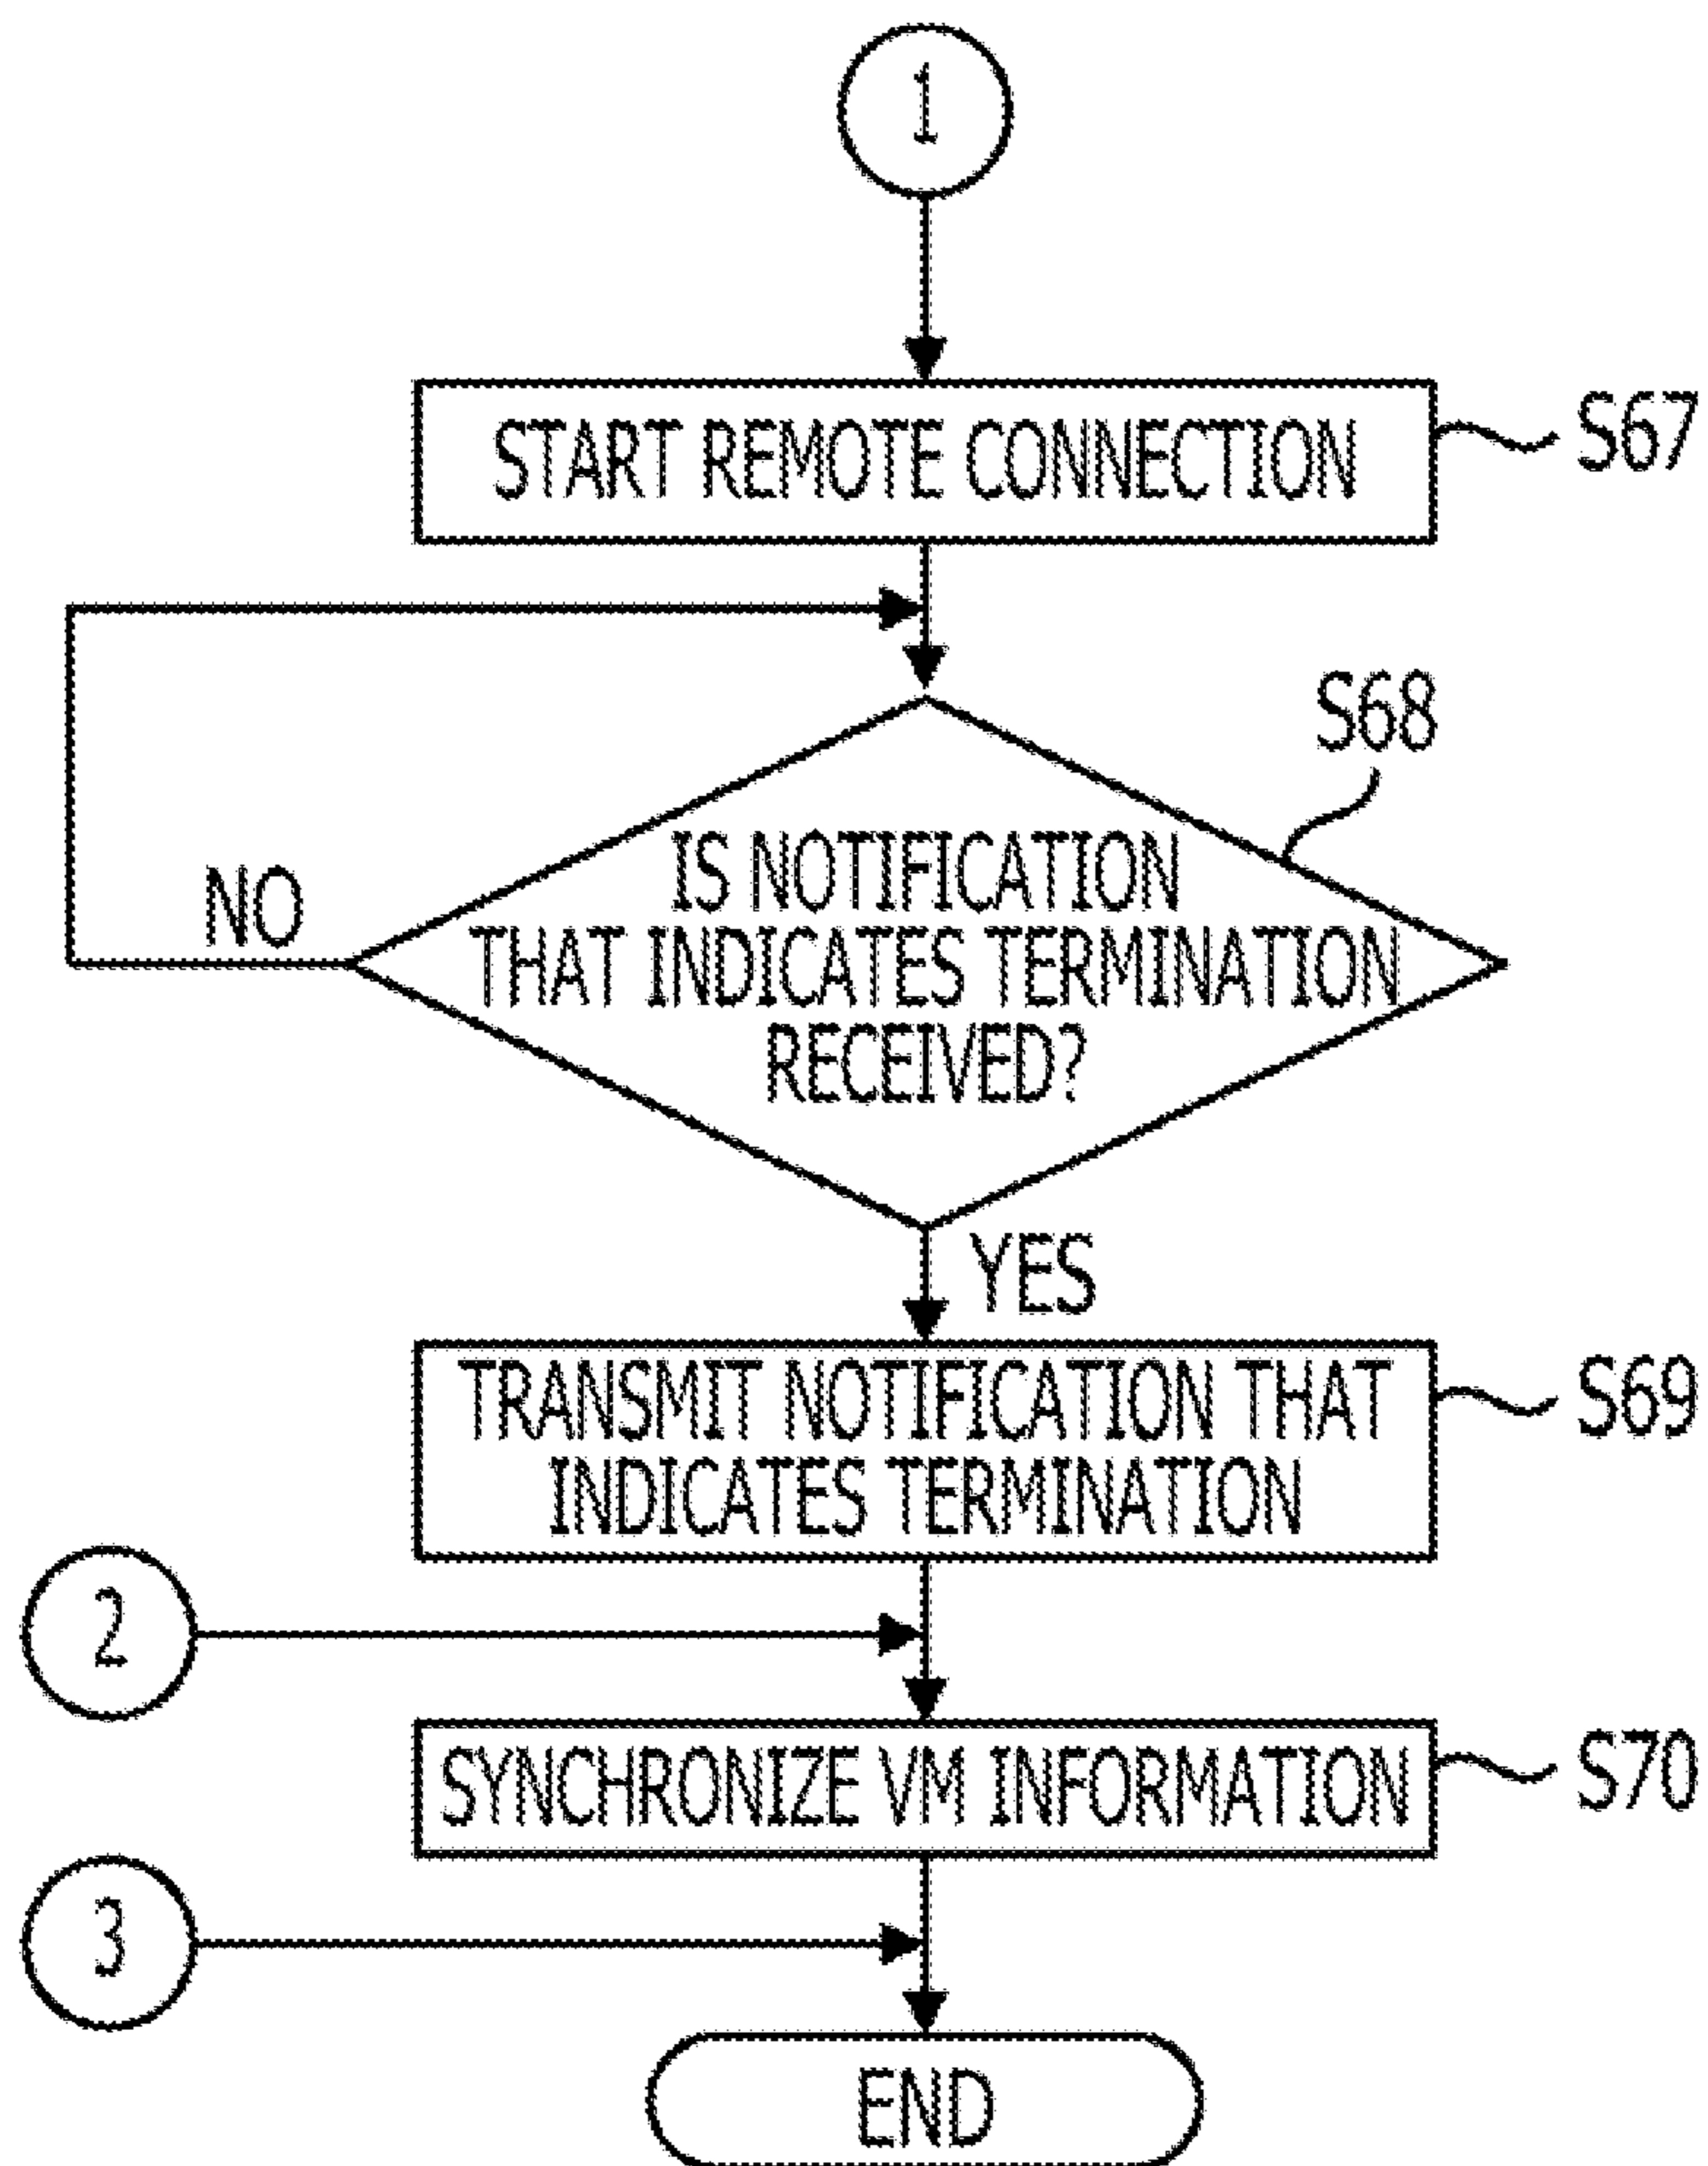 1
START REMOTE CONNECTION
S67
S68
IS NOTIFICATION
THAT INDICATES TERMINATION
RECEIVED?
NO
YES
TRANSMIT NOTIFICATION THAT
INDICATES TERMINATION
S69
2
SYNCHRONIZE VM INFORMATION
S70
3
END